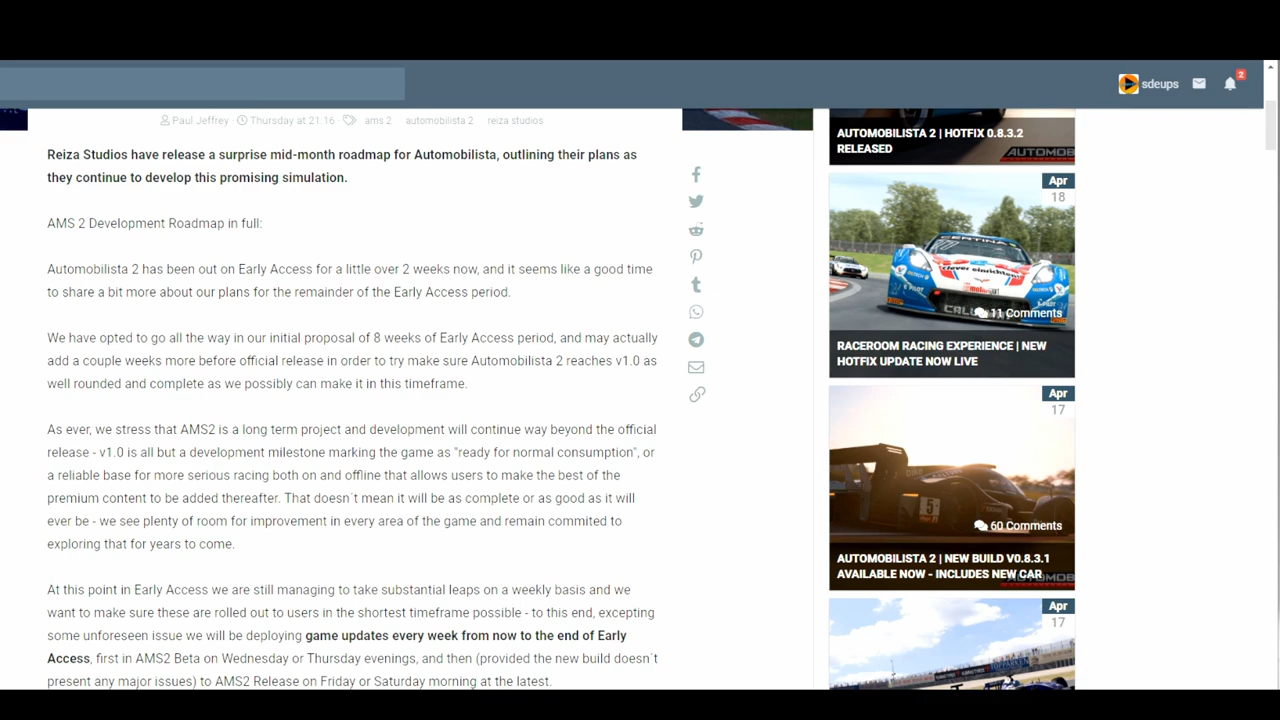 sdeups
2
Paul Jeffrey · Thursday at 21:16 · ams 2 automobilista 2 reiza studios
Reiza Studios have release a surprise mid-month roadmap for Automobilista, outlining their plans as
they continue to develop this promising simulation.
AMS 2 Development Roadmap in full:
Automobilista 2 has been out on Early Access for a little over 2 weeks now, and it seems like a good time
to share a bit more about our plans for the remainder of the Early Access period.
We have opted to go all the way in our initial proposal of 8 weeks of Early Access period, and may actually
add a couple weeks more before official release in order to try make sure Automobilista 2 reaches v1.0 as
well rounded and complete as we possibly can make it in this timeframe.
As ever, we stress that AMS2 is a long term project and development will continue way beyond the official
release - v1.0 is all but a development milestone marking the game as "ready for normal consumption", or
a reliable base for more serious racing both on and offline that allows users to make the best of the
premium content to be added thereafter. That doesn´t mean it will be as complete or as good as it will
ever be - we see plenty of room for improvement in every area of the game and remain commited to
exploring that for years to come.
At this point in Early Access we are still managing to take substantial leaps on a weekly basis and we
want to make sure these are rolled out to users in the shortest timeframe possible - to this end, excepting
some unforeseen issue we will be deploying game updates every week from now to the end of Early
Access, first in AMS2 Beta on Wednesday or Thursday evenings, and then (provided the new build doesn´t
present any major issues) to AMS2 Release on Friday or Saturday morning at the latest.
AUTOMOBILISTA 2 | HOTFIX 0.8.3.2
RELEASED
AUTOMOB
Apr
18
CERTINA
clever einrichten
11 Comments
RACEROOM RACING EXPERIENCE | NEW
HOTFIX UPDATE NOW LIVE
Apr
17
5
60 Comments
AUTOMOBILISTA 2 | NEW BUILD V0.8.3.1
AVAILABLE NOW - INCLUDES NEW CAR
AUTOMOB
Apr
17